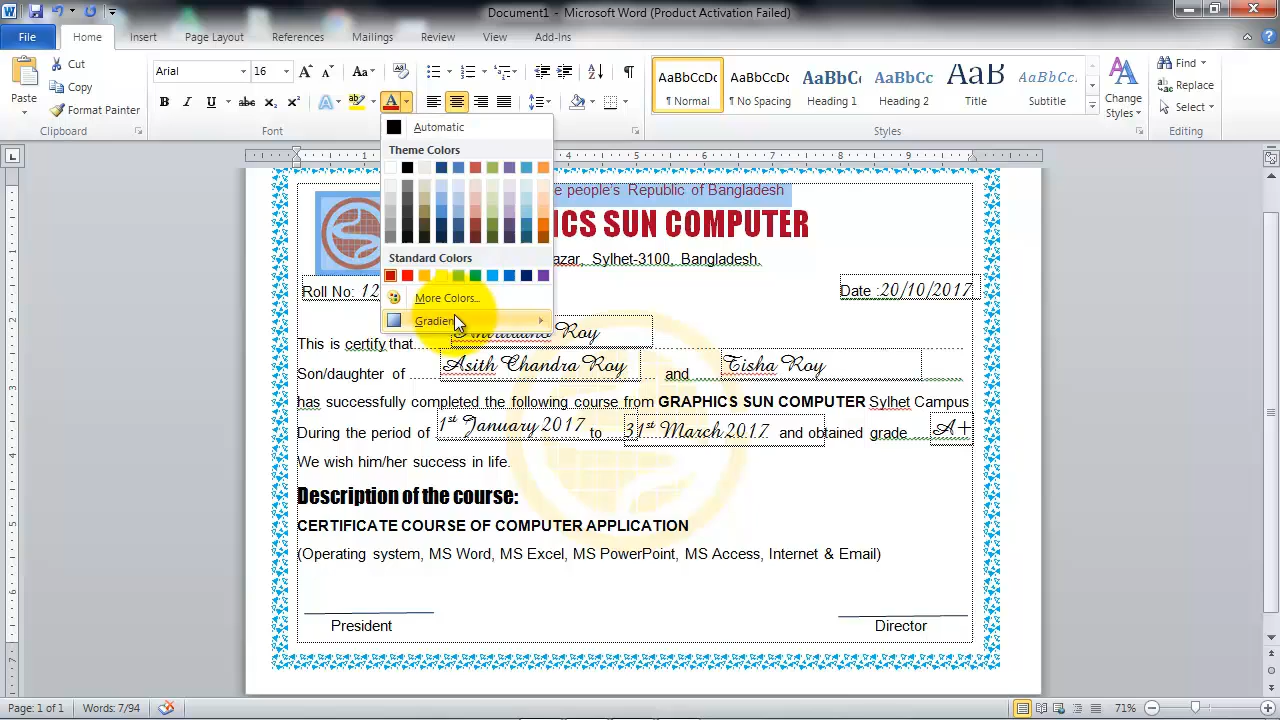 Document1 - Microsoft Word (Product Activation Failed)
File Home Insert Page Layout References Mailings Review View Add-Ins
Paste
Cut
Copy
Format Painter
Clipboard
Arial 16
Font
AaBbCcDc AaBbCcDc AaBbCc AaBbCc AaB AaBbCc.
¶ Normal ¶ No Spacing Heading 1 Heading 2 Title Subtitle
Styles
Change Styles
Find
Replace
Select
Editing
Automatic
Theme Colors
Standard Colors
More Colors...
Gradient
people's Republic of Bangladesh
SUN COMPUTER
Sylhet-3100, Bangladesh.
Roll No: 12
Date :20/10/2017
This is certify that Roy
Son/daughter of Asith Chandra Roy and Tisha Roy
has successfully completed the following course from GRAPHICS SUN COMPUTER Sylhet Campus
During the period of 1st January 2017 to 31st March 2017 and obtained grade A+
We wish him/her success in life.
Description of the course:
CERTIFICATE COURSE OF COMPUTER APPLICATION
(Operating system, MS Word, MS Excel, MS PowerPoint, MS Access, Internet & Email)
President Director
Page: 1 of 1 Words: 7/94 71%